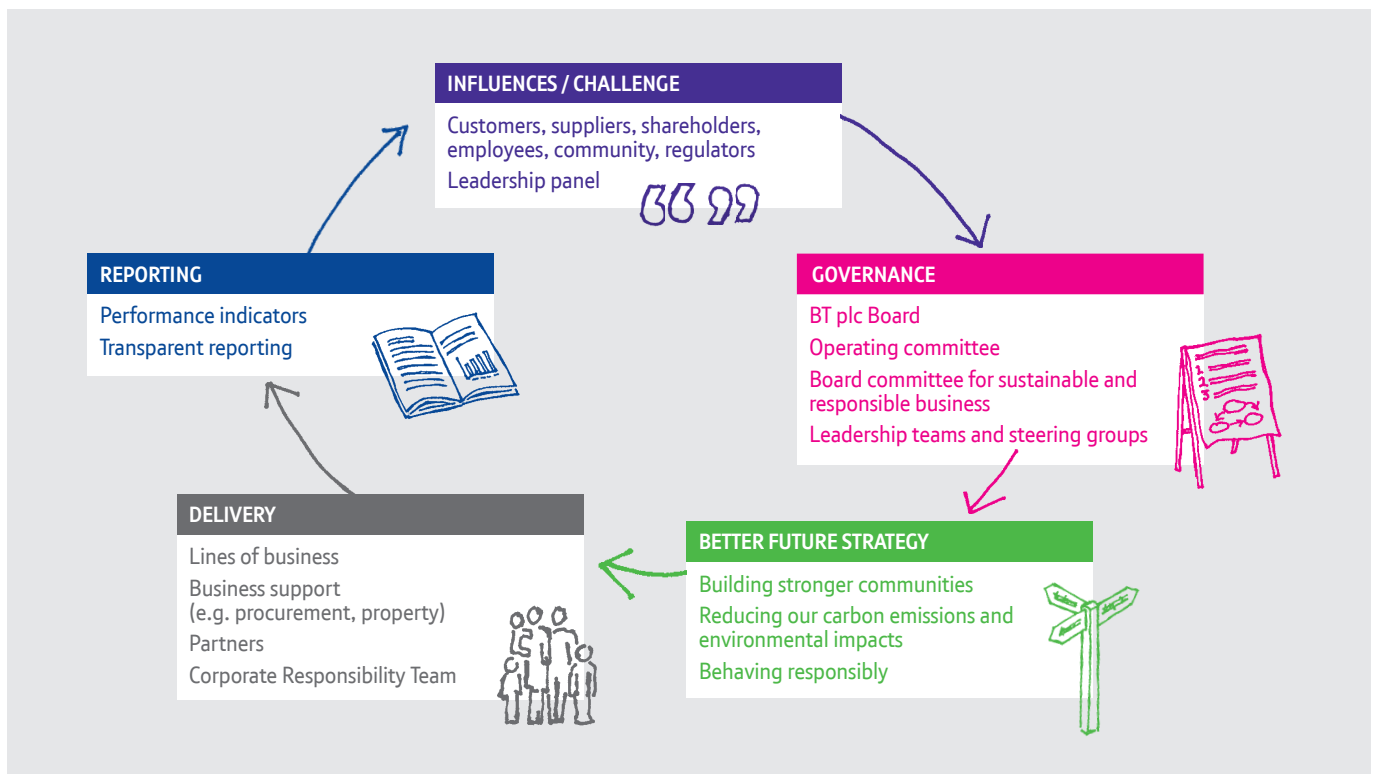 INFLUENCES / CHALLENGE
Customers, suppliers, shareholders,
employees, community, regulators
Leadership panel
GOVERNANCE
BT plc Board
Operating committee
Board committee for sustainable and
responsible business
Leadership teams and steering groups
1
2
3
BETTER FUTURE STRATEGY
Building stronger communities
Reducing our carbon emissions and
environmental impacts
Behaving responsibly
DELIVERY
Lines of business
Business support
(e.g. procurement, property)
Partners
Corporate Responsibility Team
REPORTING
Performance indicators
Transparent reporting